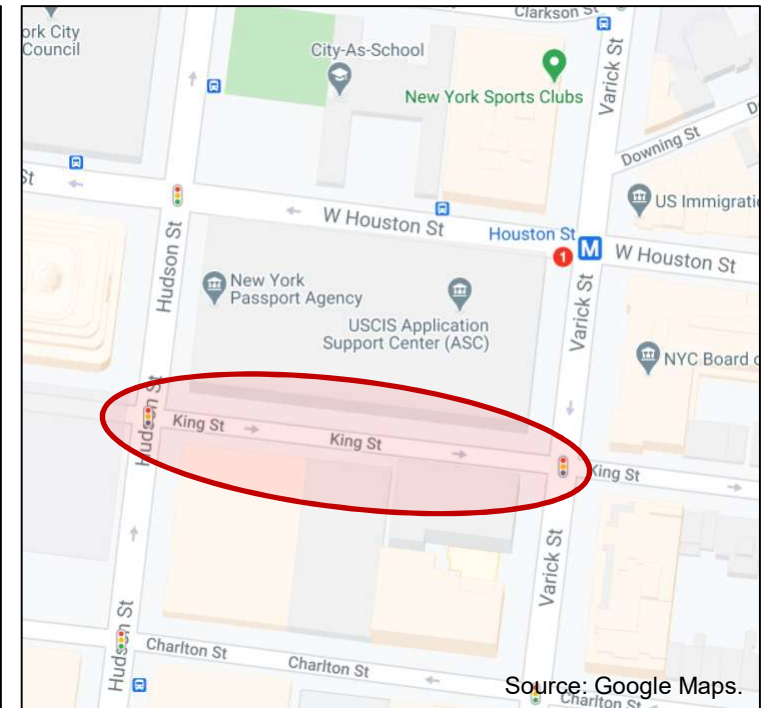 Clarkson St
ork City
Council
City-As-School
New York Sports Clubs
Varick St
Downing St
D
St
US Immigrati
W Houston St
Houston St
M
1
W Houston St
Hudson St
New York
Passport Agency
USCIS Application
Support Center (ASC)
Varick St
NYC Board o
Hudson St
King St
King St
King St
Varick St
Hudson St
Charlton St
Charlton St
Source: Google Maps.
Charlton St